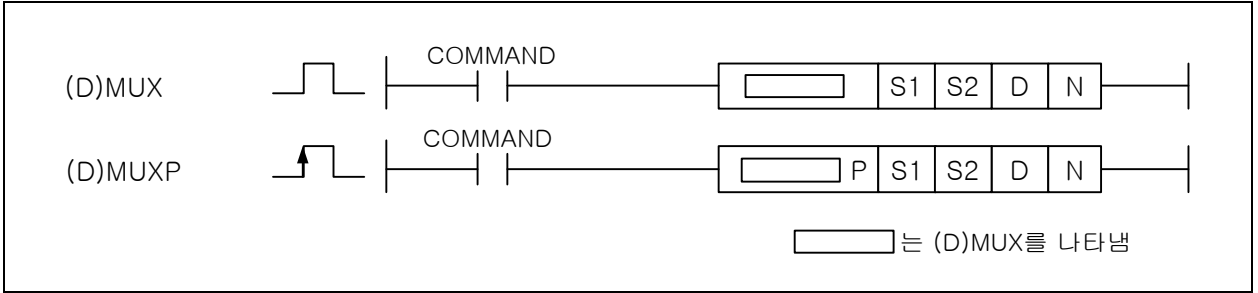 COMMAND
(D)MUX S1 S2 D N
COMMAND
(D)MUXP P S1 S2 D N
는 (D)MUX를 나타냄